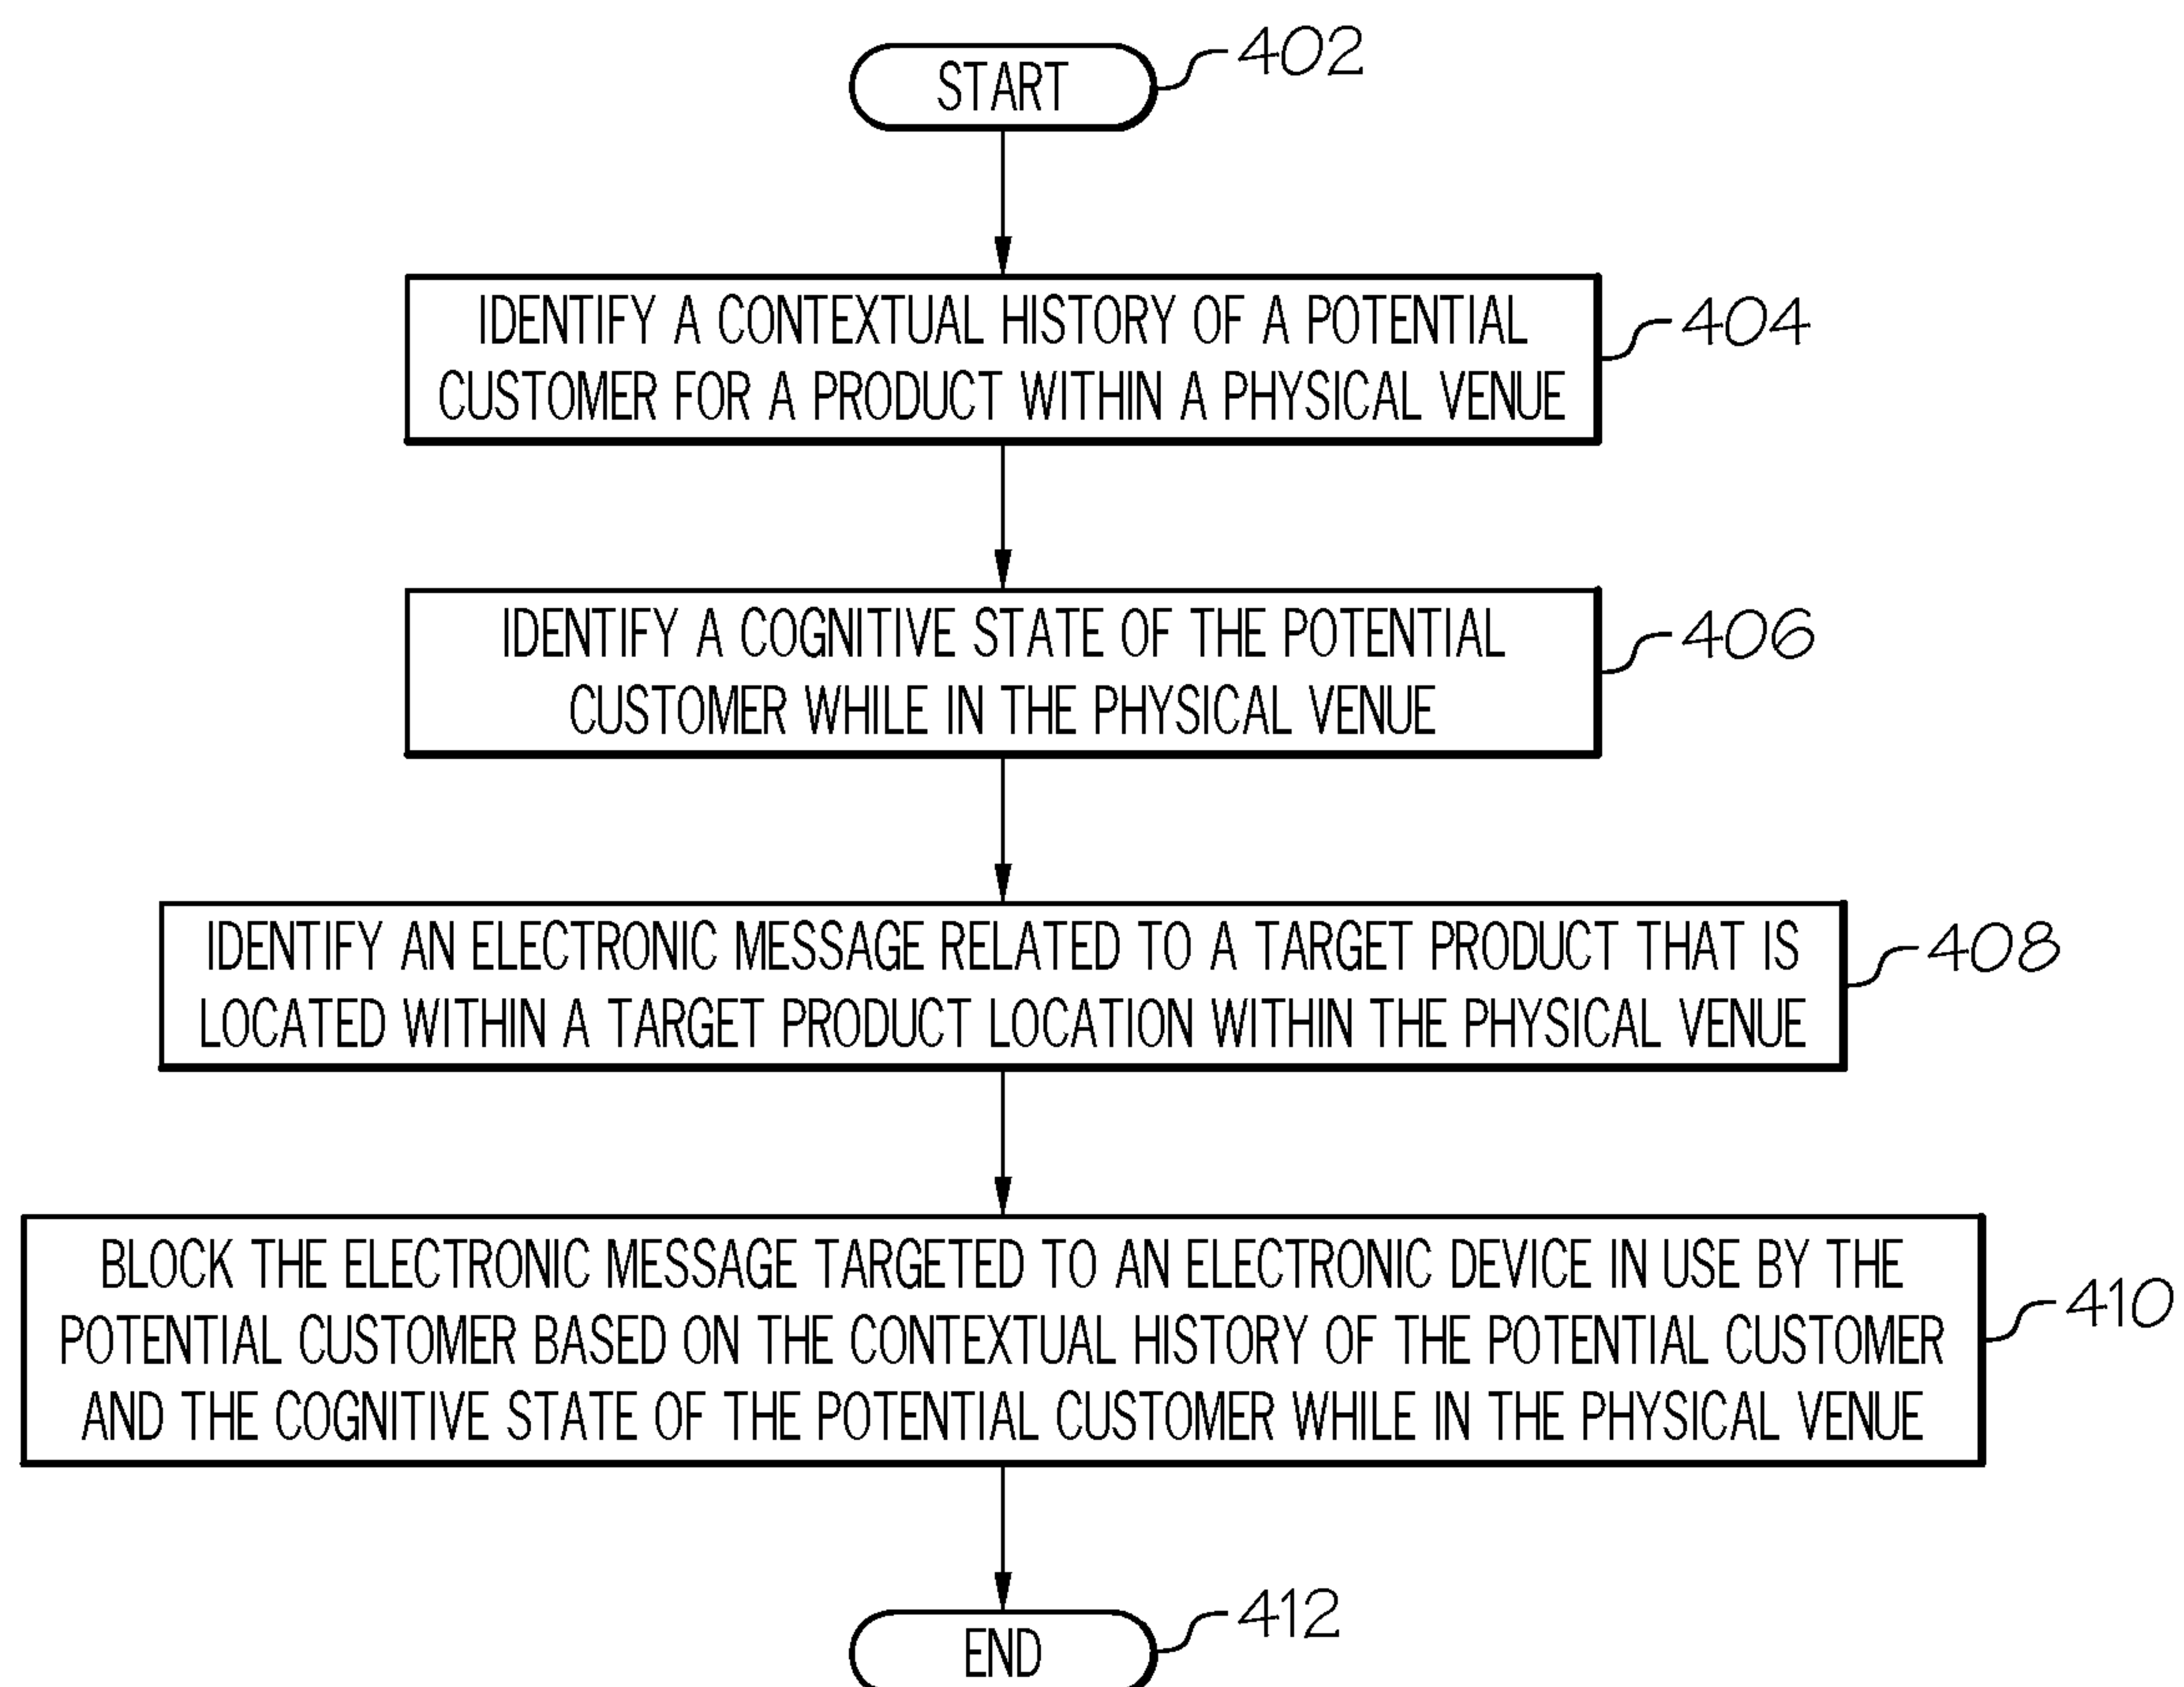 START
402
IDENTIFY A CONTEXTUAL HISTORY OF A POTENTIAL
CUSTOMER FOR A PRODUCT WITHIN A PHYSICAL VENUE
404
IDENTIFY A COGNITIVE STATE OF THE POTENTIAL
CUSTOMER WHILE IN THE PHYSICAL VENUE
406
IDENTIFY AN ELECTRONIC MESSAGE RELATED TO A TARGET PRODUCT THAT IS
LOCATED WITHIN A TARGET PRODUCT LOCATION WITHIN THE PHYSICAL VENUE
408
BLOCK THE ELECTRONIC MESSAGE TARGETED TO AN ELECTRONIC DEVICE IN USE BY THE
POTENTIAL CUSTOMER BASED ON THE CONTEXTUAL HISTORY OF THE POTENTIAL CUSTOMER
AND THE COGNITIVE STATE OF THE POTENTIAL CUSTOMER WHILE IN THE PHYSICAL VENUE
410
END
412